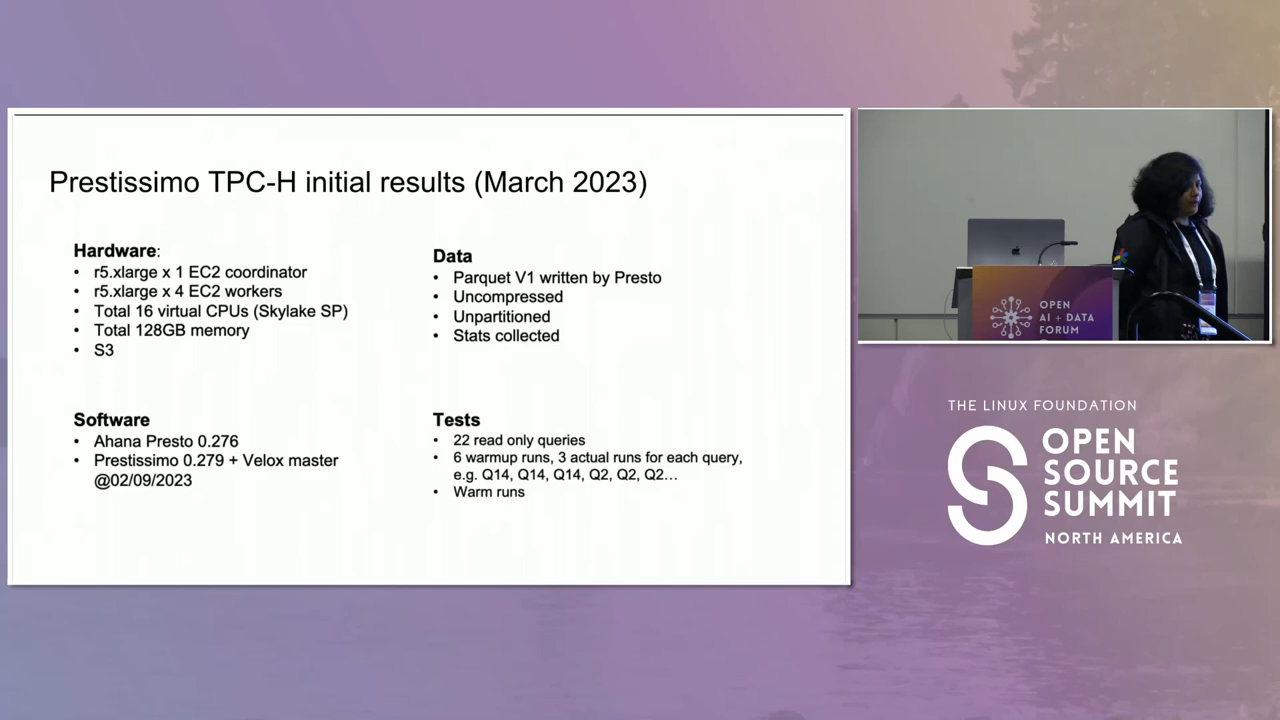 Prestissimo TPC-H initial results (March 2023)
Hardware:
• r5.xlarge x 1 EC2 coordinator
• r5.xlarge x 4 EC2 workers
• Total 16 virtual CPUs (Skylake SP)
• Total 128GB memory
• S3
Data
• Parquet V1 written by Presto
• Uncompressed
• Unpartitioned
• Stats collected
Software
• Ahana Presto 0.276
• Prestissimo 0.279 + Velox master
@02/09/2023
Tests
• 22 read only queries
• 6 warmup runs, 3 actual runs for each query,
e.g. Q14, Q14, Q14, Q2, Q2, Q2…
• Warm runs
OPEN
AI + DATA
FORUM
THE LINUX FOUNDATION
OPEN
SOURCE
SUMMIT
NORTH AMERICA